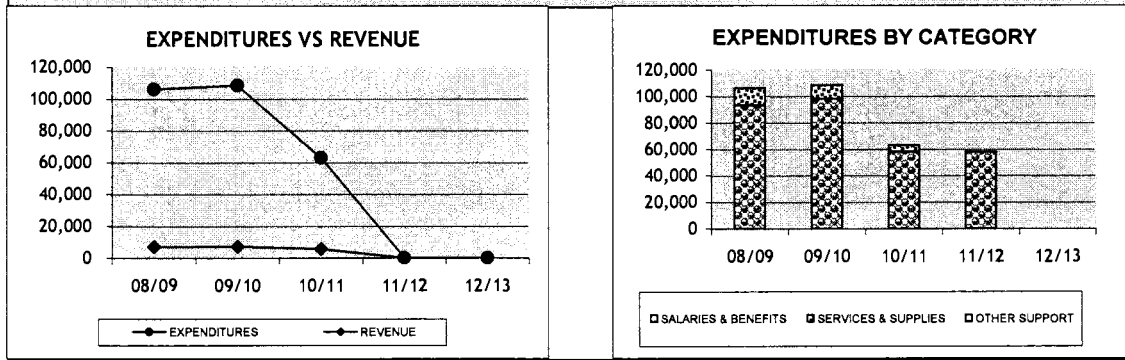 EXPENDITURES VS REVENUE
120,000
100,000
80,000
60,000
40,000
20,000
0
08/09 09/10 10/11 11/12 12/13
EXPENDITURES REVENUE
EXPENDITURES BY CATEGORY
120,000
100,000
80,000
60,000
40,000
20,000
0
08/09 09/10 10/11 11/12 12/13
SALARIES & BENEFITS SERVICES & SUPPLIES OTHER SUPPORT